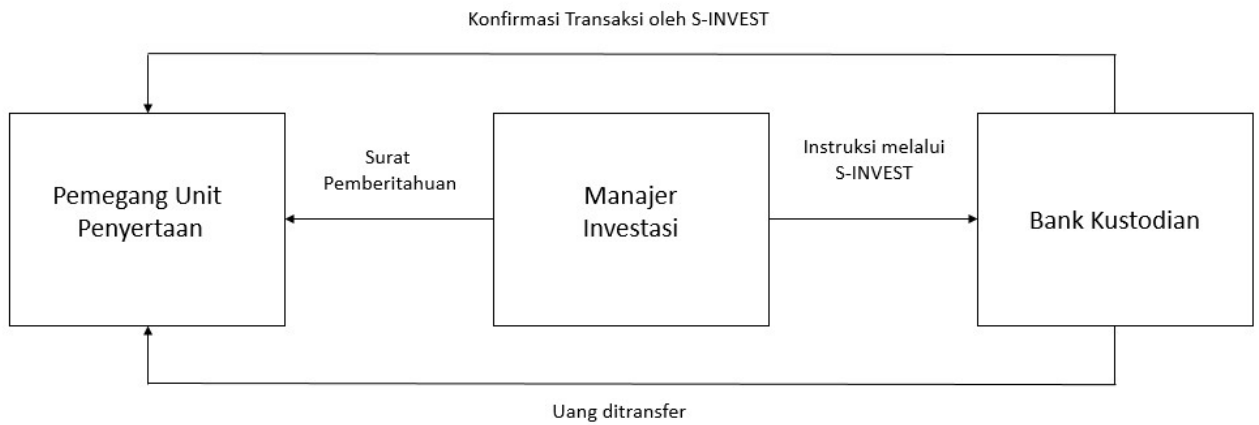 Konfirmasi Transaksi oleh S-INVEST
Surat
Pemberitahuan
Instruksi melalui
S-INVEST
Pemegang Unit
Penyertaan
Manajer
Investasi
Bank Kustodian
Uang ditransfer